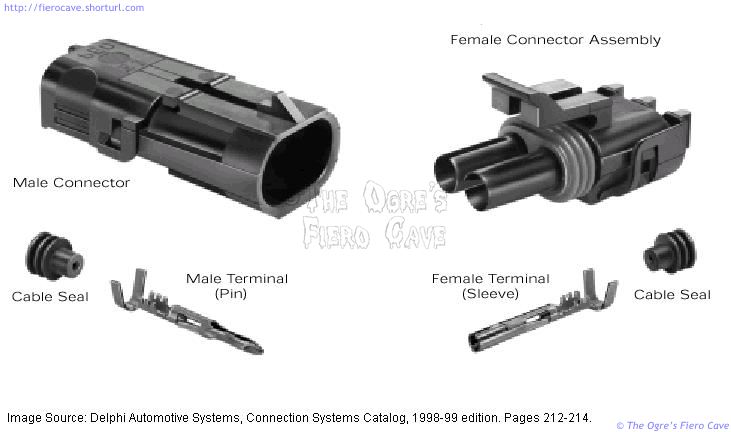 http://fierocave.shorturl.com
Female Connector Assembly
Male Connector
The Ogre's
Fiero Cave
Cable Seal
Male Terminal
(Pin)
Female Terminal
(Sleeve)
Cable Seal
Image Source: Delphi Automotive Systems, Connection Systems Catalog, 1998-99 edition. Pages 212-214.
© The Ogre's Fiero Cave